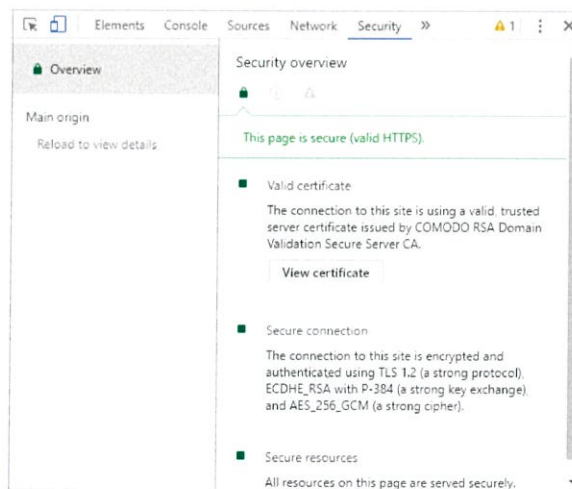 Elements Console Sources Network Security » 1
Overview
Main origin
Reload to view details
Security overview
This page is secure (valid HTTPS).
Valid certificate
The connection to this site is using a valid, trusted
server certificate issued by COMODO RSA Domain
Validation Secure Server CA.
View certificate
Secure connection
The connection to this site is encrypted and
authenticated using TLS 1.2 (a strong protocol),
ECDHE_RSA with P-384 (a strong key exchange),
and AES_256_GCM (a strong cipher).
Secure resources
All resources on this page are served securely.